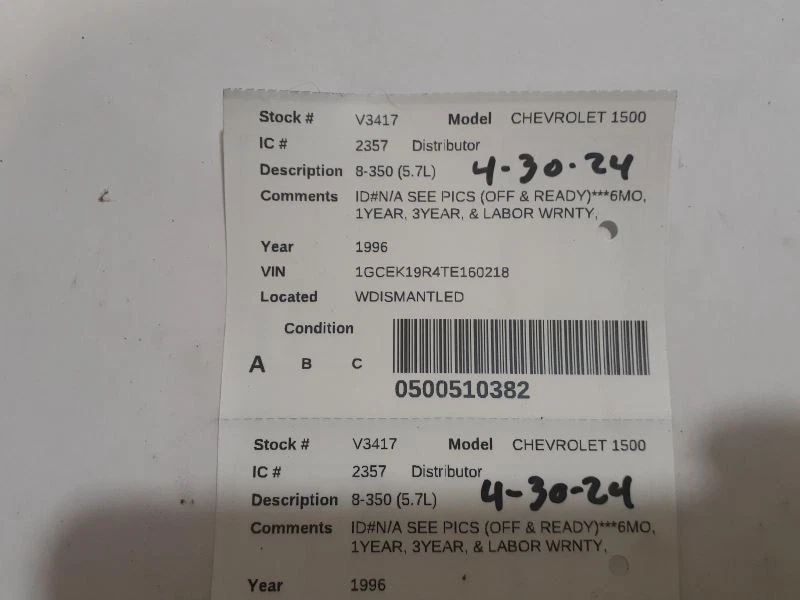 Stock # V3417 Model CHEVROLET 1500
IC # 2357 Distributor
Description 8-350 (5.7L) 4-30-24
Comments ID#N/A SEE PICS (OFF & READY)***6MO,
1YEAR, 3YEAR, & LABOR WRNTY,
Year 1996
VIN 1GCEK19R4TE160218
Located WDISMANTLED
Condition
A B C
0500510382
Stock # V3417 Model CHEVROLET 1500
IC # 2357 Distributor
Description 8-350 (5.7L) 4-30-24
Comments ID#N/A SEE PICS (OFF & READY)***6MO,
1YEAR, 3YEAR, & LABOR WRNTY,
Year 1996